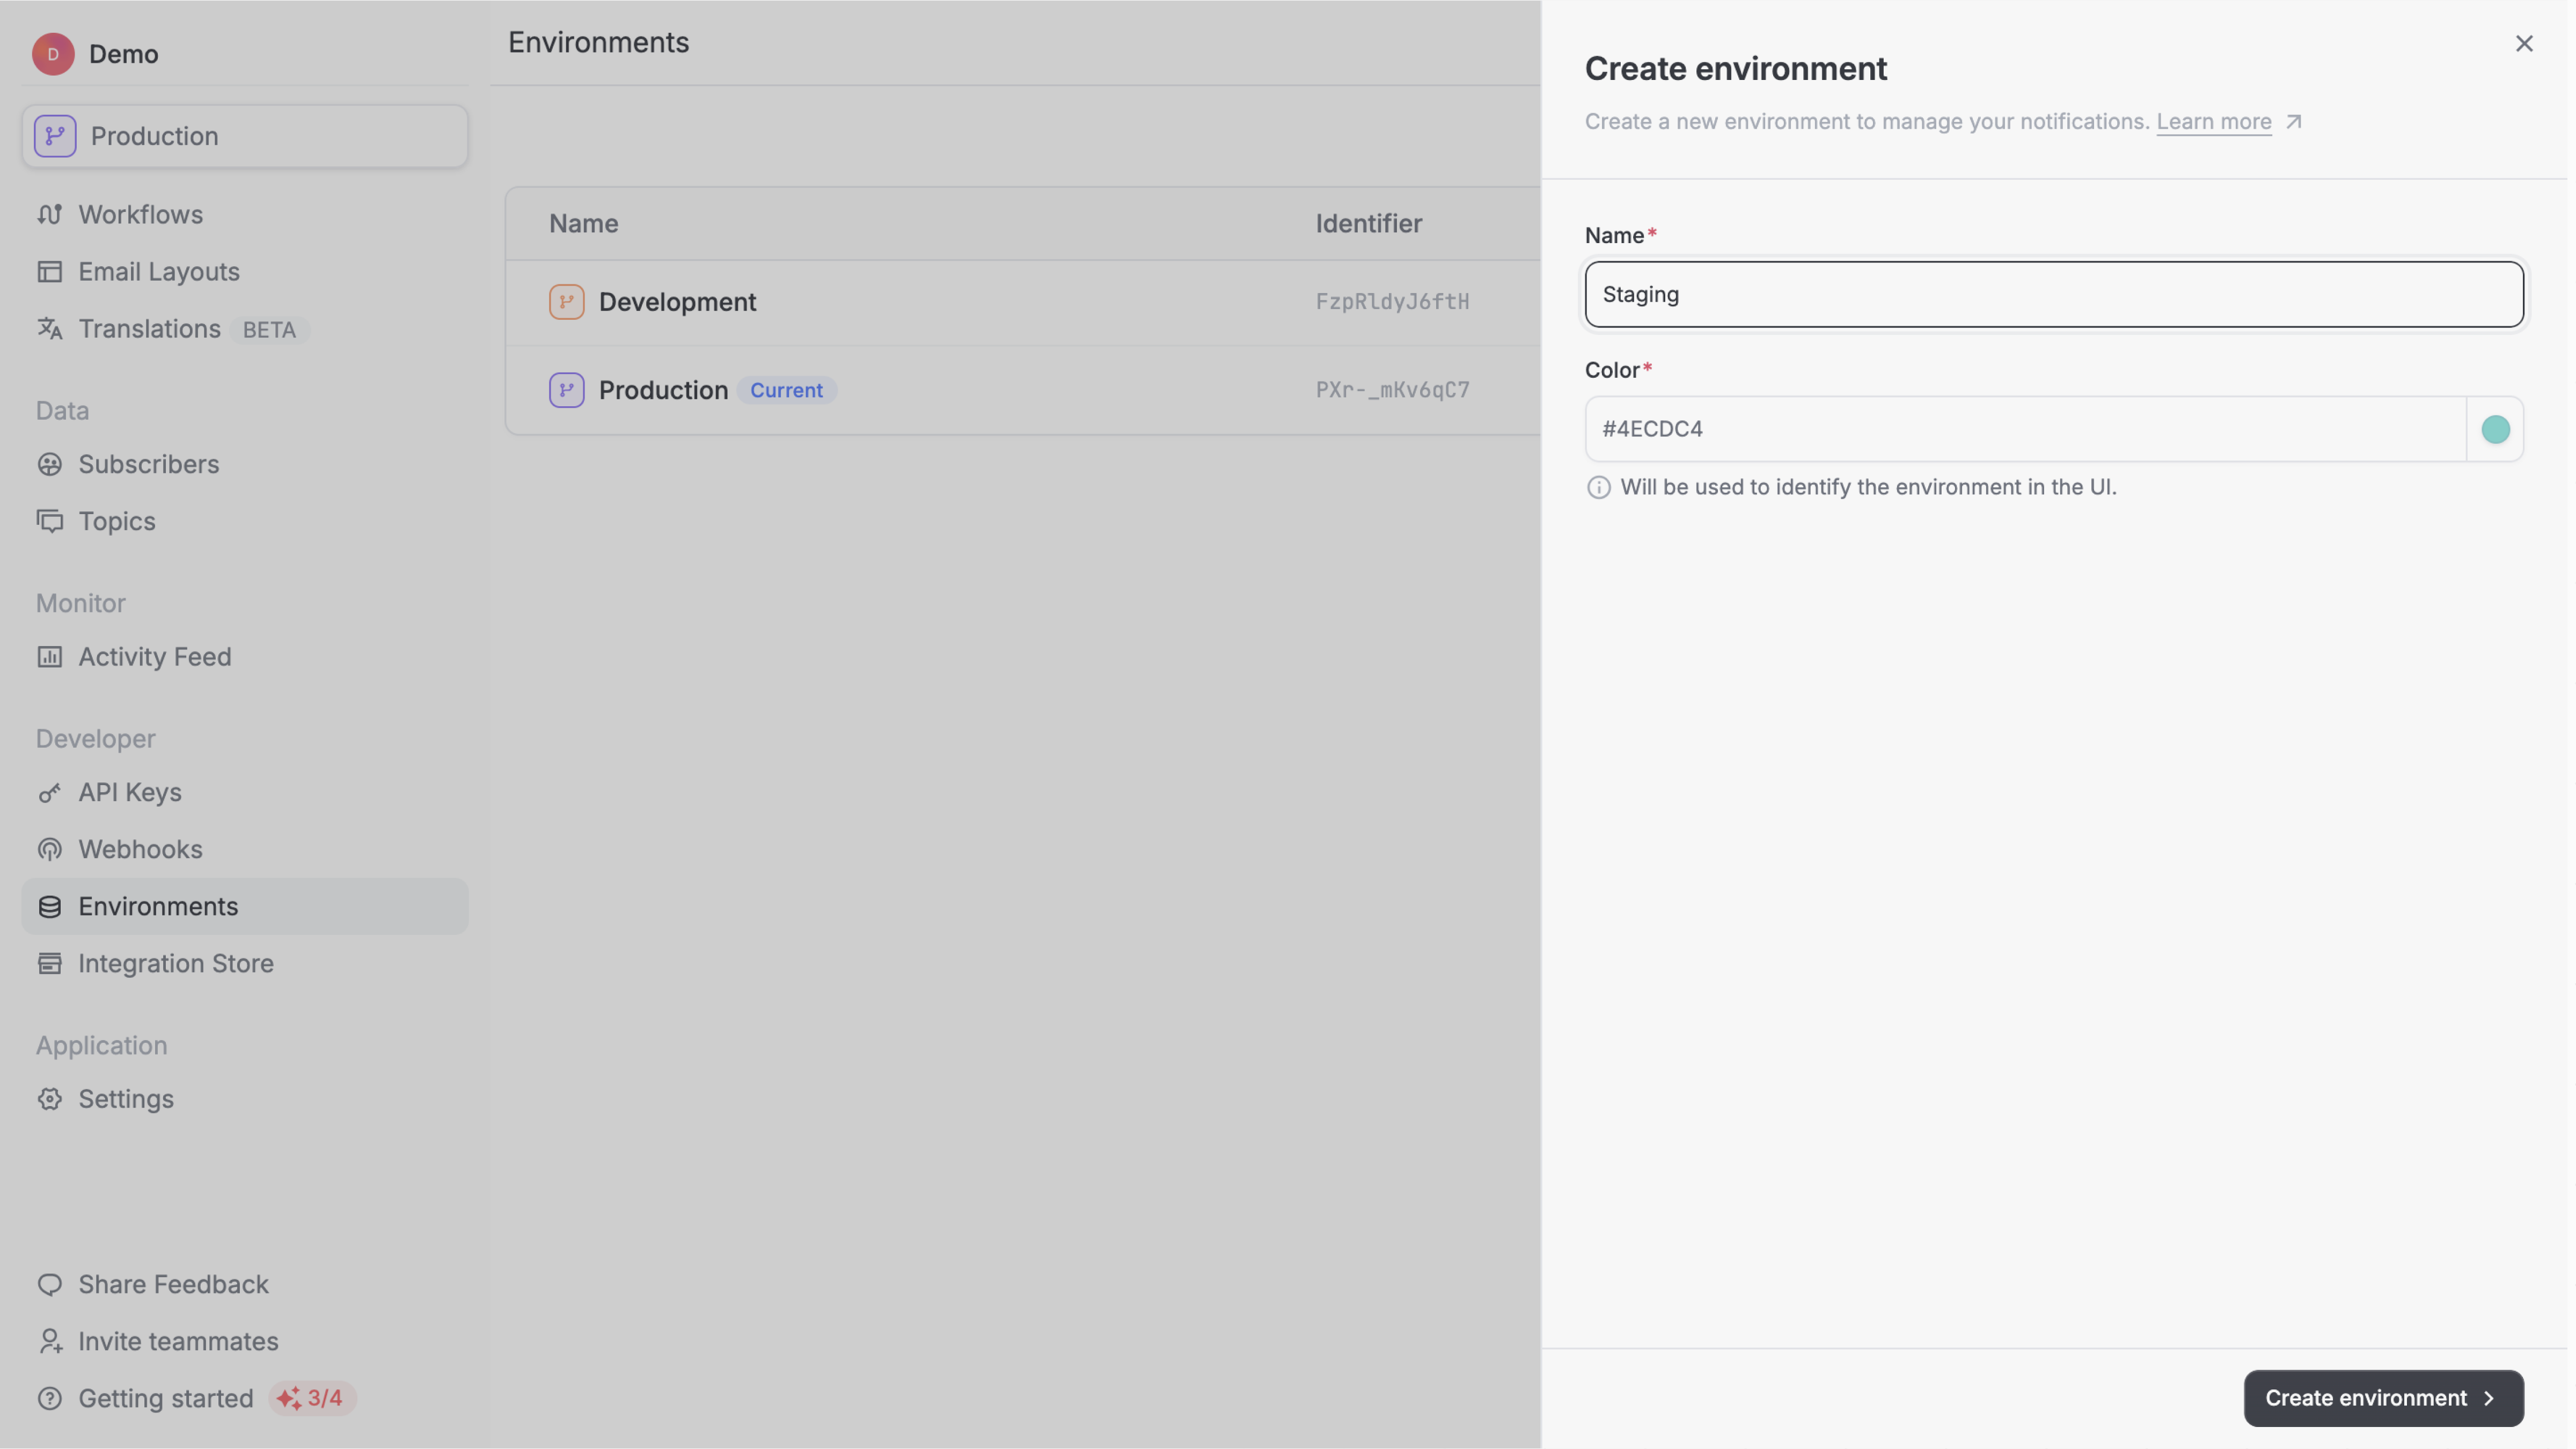 D
Demo
Production
Workflows
Email Layouts
Translations BETA
Data
Subscribers
Topics
Monitor
Activity Feed
Developer
API Keys
Webhooks
Environments
Integration Store
Application
Settings
Share Feedback
Invite teammates
Getting started 3/4
Environments
Name Identifier
Development FzpRldyJ6ftH
Production Current PXr-_mKv6qC7
Create environment
Create a new environment to manage your notifications. Learn more
Name*
Staging
Color*
#4ECDC4
Will be used to identify the environment in the UI.
Create environment